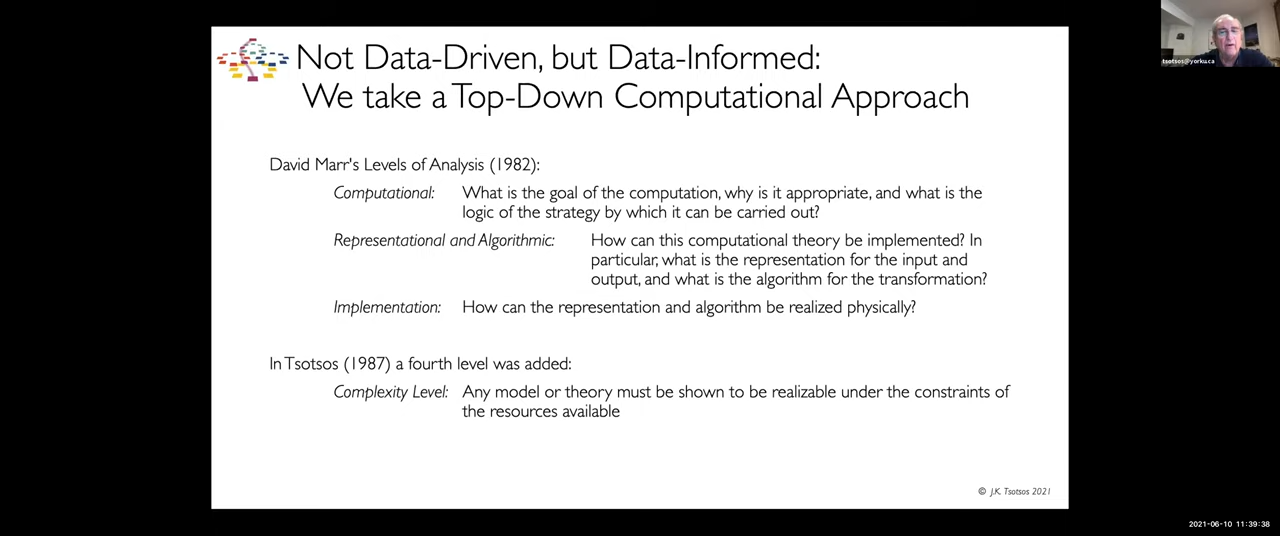 Not Data-Driven, but Data-Informed:
We take a Top-Down Computational Approach
tsotsos@yorku.ca
David Marr's Levels of Analysis (1982):
Computational: What is the goal of the computation, why is it appropriate, and what is the
logic of the strategy by which it can be carried out?
Representational and Algorithmic: How can this computational theory be implemented? In
particular, what is the representation for the input and
output, and what is the algorithm for the transformation?
Implementation: How can the representation and algorithm be realized physically?
In Tsotsos (1987) a fourth level was added:
Complexity Level: Any model or theory must be shown to be realizable under the constraints of
the resources available
© J.K. Tsotsos 2021
2021-06-10 11:39:38